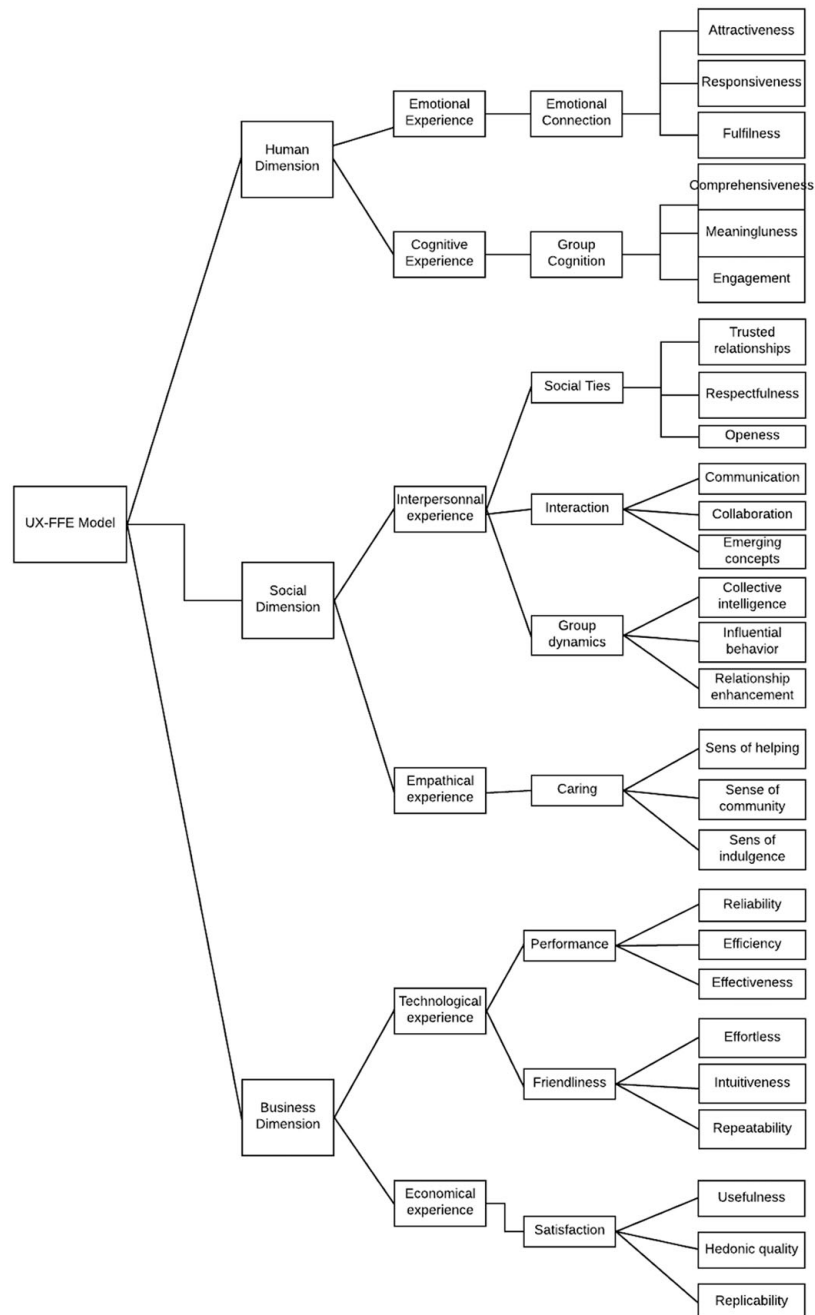 Attractiveness
Responsiveness
Fulfilness
Emotional
Experience
Emotional
Connection
Human
Dimension
Comprehensiveness
Meaningluness
Engagement
Cognitive
Experience
Group
Cognition
Trusted
relationships
Respectfulness
Openess
Social Ties
Communication
Collaboration
Emerging
concepts
Interpersonnal
experience
Interaction
UX-FFE Model
Social
Dimension
Collective
intelligence
Influential
behavior
Relationship
enhancement
Group
dynamics
Sens of helping
Sense of
community
Sens of
indulgence
Empathical
experience
Caring
Reliability
Efficiency
Effectiveness
Performance
Technological
experience
Effortless
Intuitiveness
Repeatability
Friendliness
Business
Dimension
Economical
experience
Satisfaction
Usefulness
Hedonic quality
Replicability